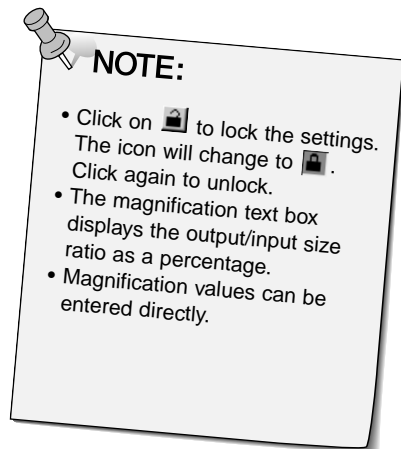 NOTE:
• Click on to lock the settings.
The icon will change to .
Click again to unlock.
• The magnification text box
displays the output/input size
ratio as a percentage.
• Magnification values can be
entered directly.